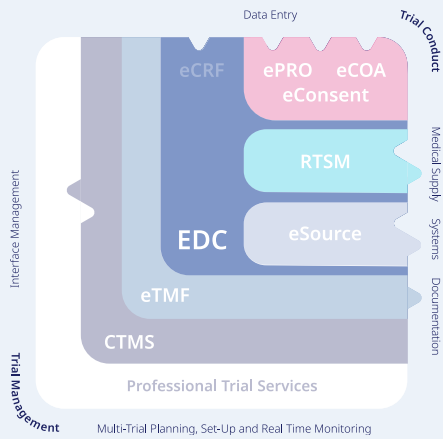 Data Entry
Trial Conduct
eCRF
ePRO eCOA
eConsent
RTSM
Medical Supply
EDC
eSource
Systems
Interface Management
eTMF
Documentation
CTMS
Professional Trial Services
Trial Management
Multi-Trial Planning, Set-Up and Real Time Monitoring